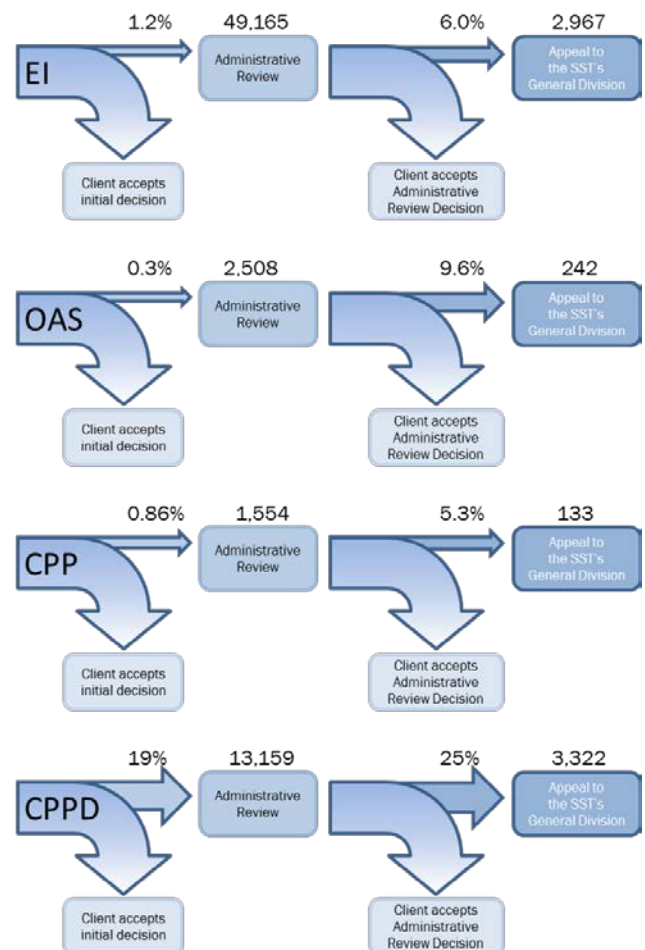 1.2%
49,165
6.0%
2,967
EI
Administrative
Review
Appeal to
the SST's
General Division
Client accepts
initial decision
Client accepts
Administrative
Review Decision
0.3%
2,508
9.6%
242
OAS
Administrative
Review
Appeal to
the SST's
General Division
Client accepts
initial decision
Client accepts
Administrative
Review Decision
0.86%
1,554
5.3%
133
CPP
Administrative
Review
Appeal to
the SST's
General Division
Client accepts
initial decision
Client accepts
Administrative
Review Decision
19%
13,159
25%
3,322
CPPD
Administrative
Review
Appeal to
the SST's
General Division
Client accepts
initial decision
Client accepts
Administrative
Review Decision